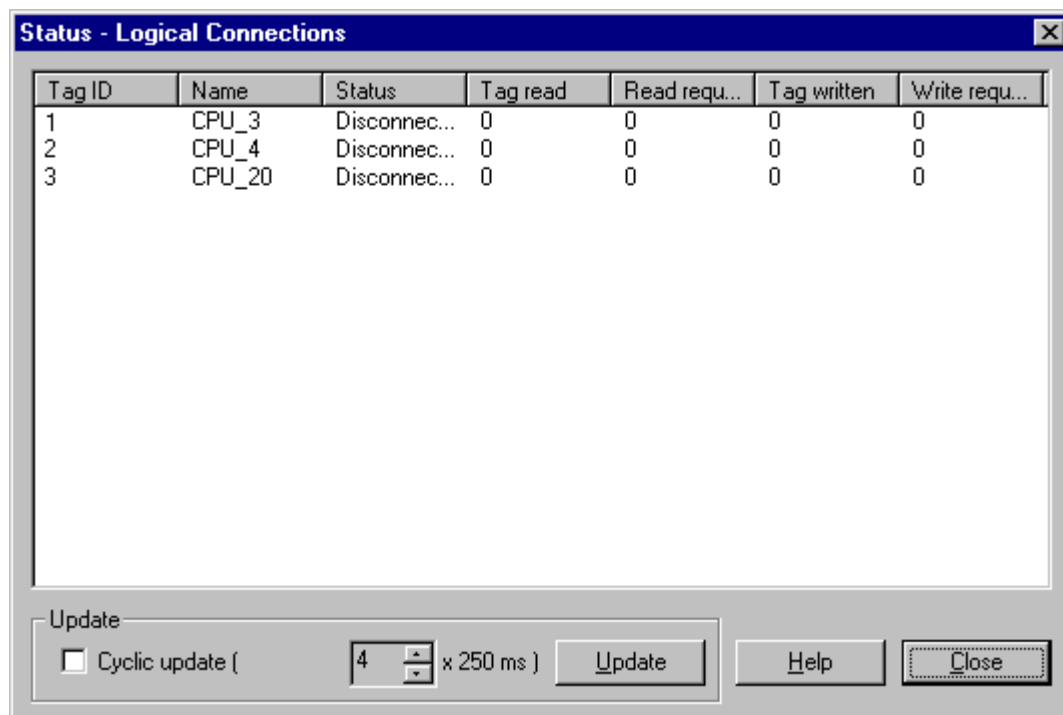 Status - Logical Connections
Tag ID Name Status Tag read Read requ... Tag written Write requ...
1 CPU_3 Disconnec... 0 0 0 0
2 CPU_4 Disconnec... 0 0 0 0
3 CPU_20 Disconnec... 0 0 0 0
Update
Cyclic update ( 4 x 250 ms ) Update Help Close